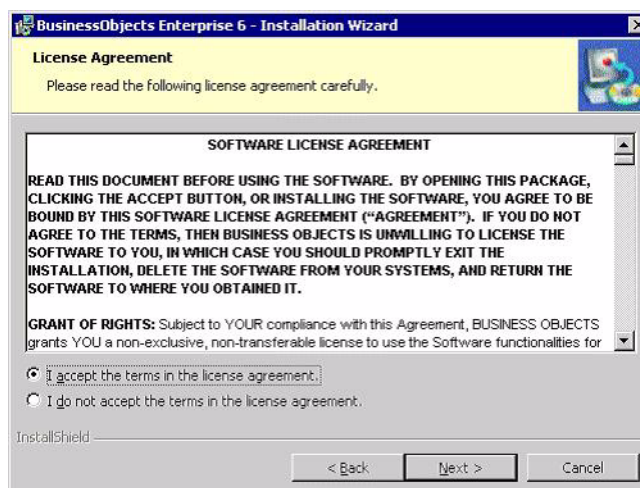 BusinessObjects Enterprise 6 - Installation Wizard
License Agreement
Please read the following license agreement carefully.
SOFTWARE LICENSE AGREEMENT
READ THIS DOCUMENT BEFORE USING THE SOFTWARE. BY OPENING THIS PACKAGE,
CLICKING THE ACCEPT BUTTON, OR INSTALLING THE SOFTWARE, YOU AGREE TO BE
BOUND BY THIS SOFTWARE LICENSE AGREEMENT (“AGREEMENT”). IF YOU DO NOT
AGREE TO THE TERMS, THEN BUSINESS OBJECTS IS UNWILLING TO LICENSE THE
SOFTWARE TO YOU, IN WHICH CASE YOU SHOULD PROMPTLY EXIT THE
INSTALLATION, DELETE THE SOFTWARE FROM YOUR SYSTEMS, AND RETURN THE
SOFTWARE TO WHERE YOU OBTAINED IT.
GRANT OF RIGHTS: Subject to YOUR compliance with this Agreement, BUSINESS OBJECTS
grants YOU a non-exclusive, non-transferable license to use the Software functionalities for
I accept the terms in the license agreement.
I do not accept the terms in the license agreement.
InstallShield
< Back Next > Cancel